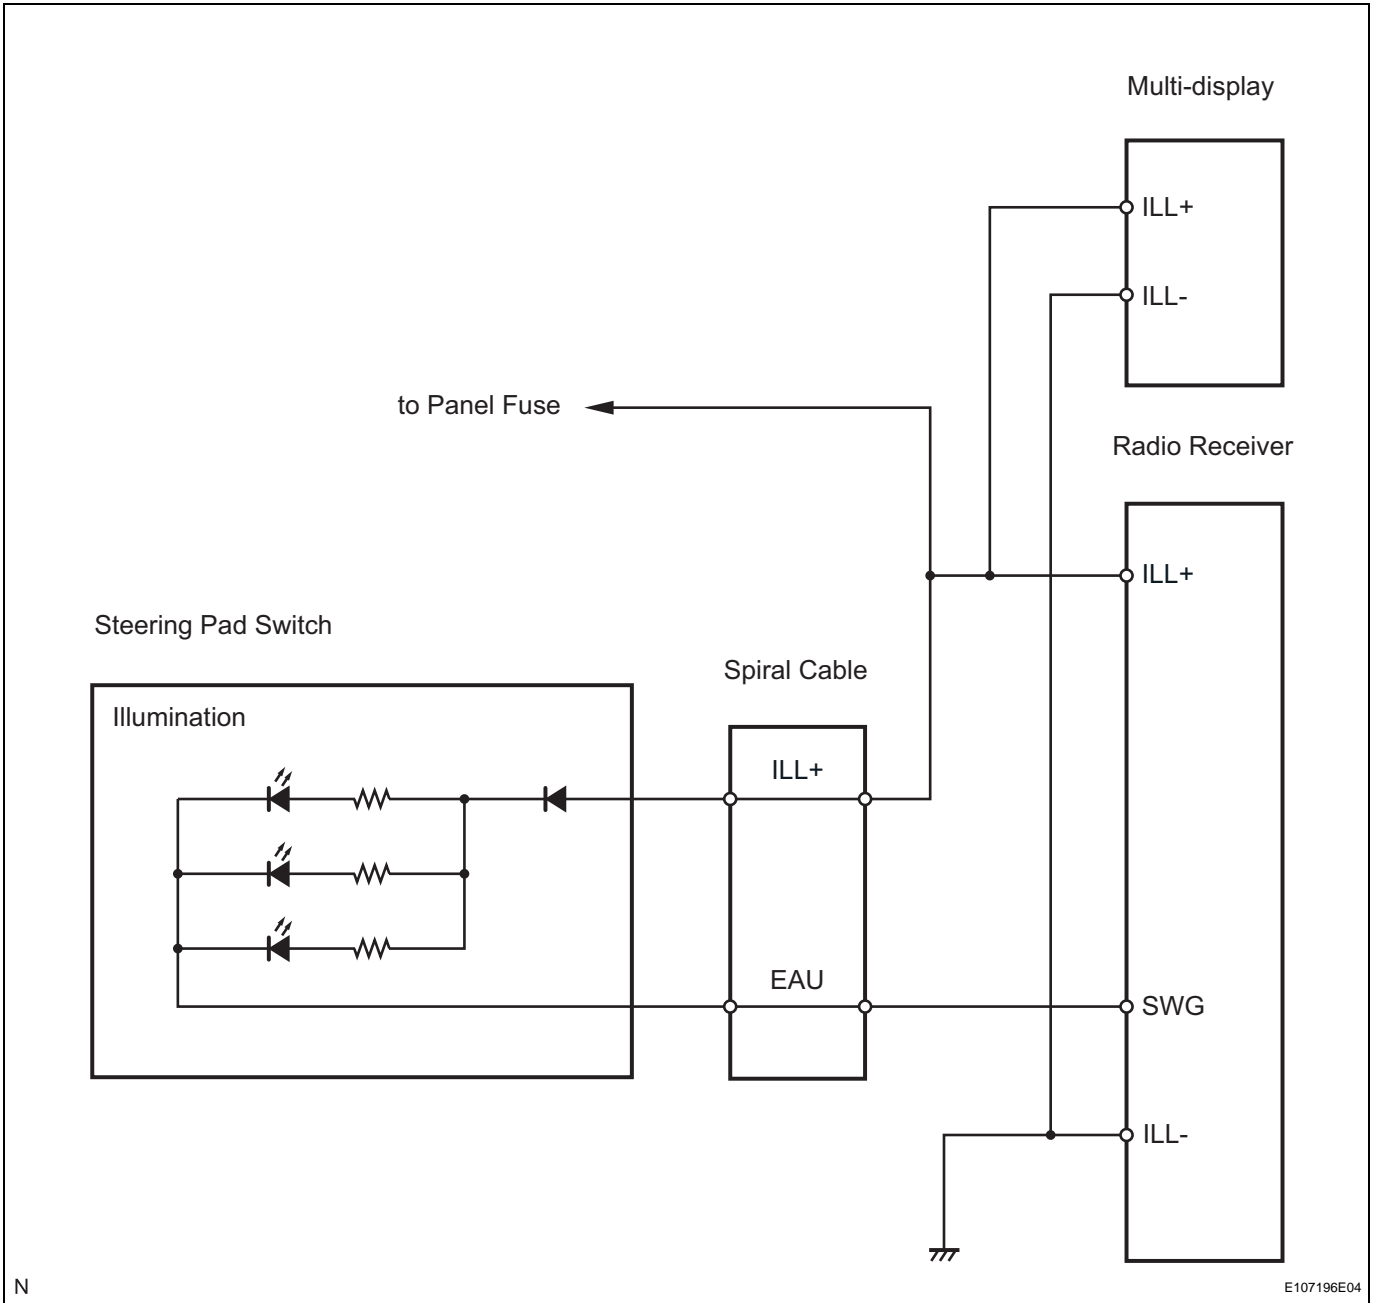 Multi-display
ILL+
ILL-
to Panel Fuse
Radio Receiver
ILL+
Steering Pad Switch
Spiral Cable
Illumination
ILL+
EAU
SWG
ILL-
N
E107196E04